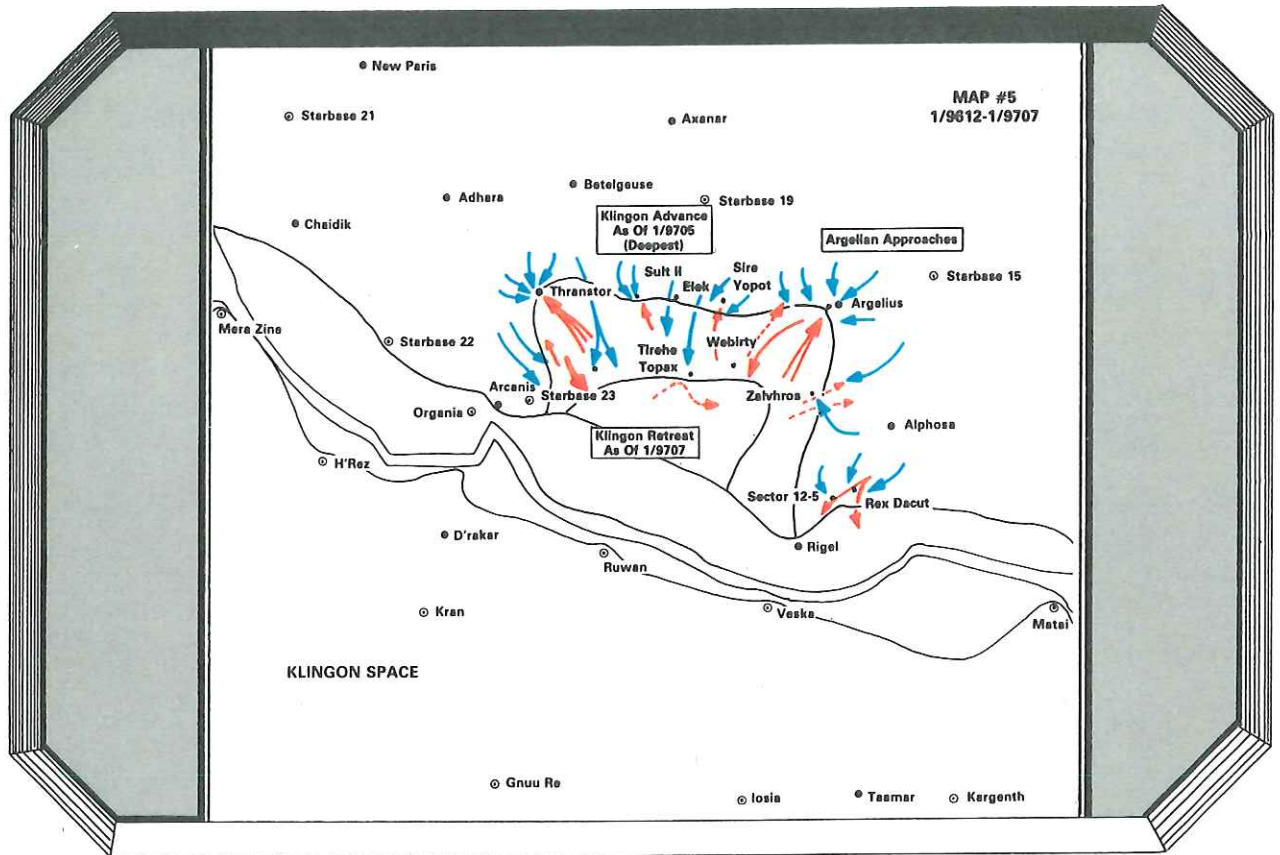 New Paris
MAP #5
1/9612-1/9707
Starbase 21
Axanar
Betelgeuse
Adhara
Starbase 19
Chaidik
Klingon Advance
As Of 1/9705
(Deepest)
Argelian Approaches
Sult II
Sire
Yopot
Elek
Starbase 15
Thranstor
Argelius
Mera Zine
Starbase 22
Tirehe
Webirty
Topax
Arcanis
Starbase 23
Zalvhros
Organia
Alphosa
Klingon Retreat
As Of 1/9707
H'Rez
Sector 12-5
Rex Dacut
D'rakar
Rigel
Ruwan
Kran
Veska
Matai
KLINGON SPACE
Gnuu Re
Iosia
Taamar
Kargenth